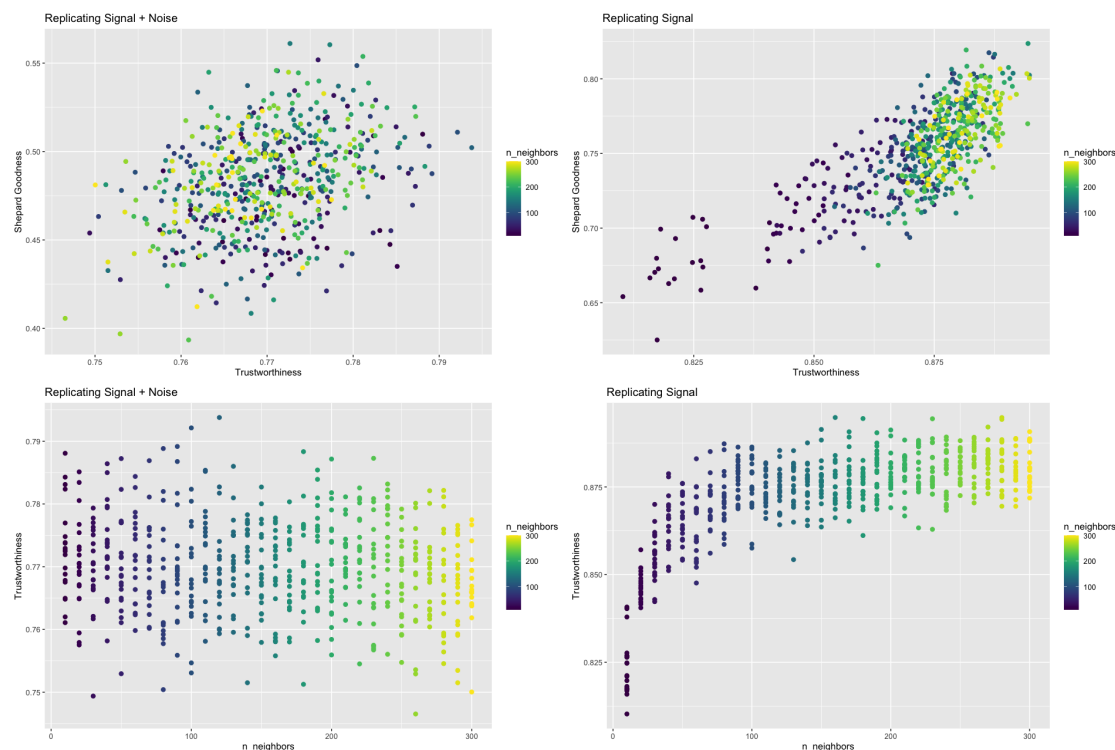 Replicating Signal + Noise
Shepard Goodness
0.55
0.50
0.45
0.40
0.75
0.76
0.77
0.78
0.79
Trustworthiness
n_neighbors
300
200
100
Replicating Signal
Shepard Goodness
0.80
0.75
0.70
0.65
0.825
0.850
0.875
Trustworthiness
n_neighbors
300
200
100
Replicating Signal + Noise
Trustworthiness
0.79
0.78
0.77
0.76
0.75
0
100
200
300
n_neighbors
n_neighbors
300
200
100
Replicating Signal
Trustworthiness
0.875
0.850
0.825
0
100
200
300
n_neighbors
n_neighbors
300
200
100